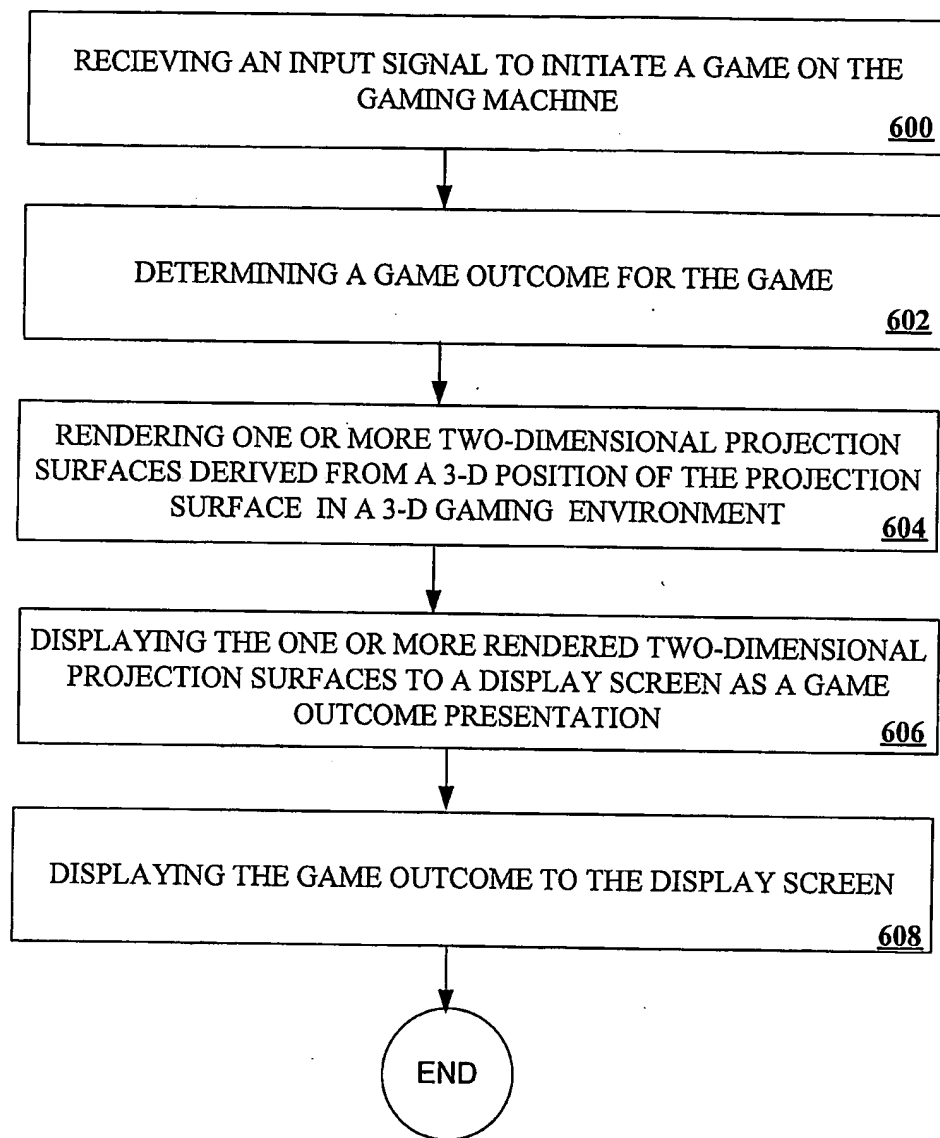 RECIEVING AN INPUT SIGNAL TO INITIATE A GAME ON THE
GAMING MACHINE
600
DETERMINING A GAME OUTCOME FOR THE GAME
602
RENDERING ONE OR MORE TWO-DIMENSIONAL PROJECTION
SURFACES DERIVED FROM A 3-D POSITION OF THE PROJECTION
SURFACE IN A 3-D GAMING ENVIRONMENT
604
DISPLAYING THE ONE OR MORE RENDERED TWO-DIMENSIONAL
PROJECTION SURFACES TO A DISPLAY SCREEN AS A GAME
OUTCOME PRESENTATION
606
DISPLAYING THE GAME OUTCOME TO THE DISPLAY SCREEN
608
END